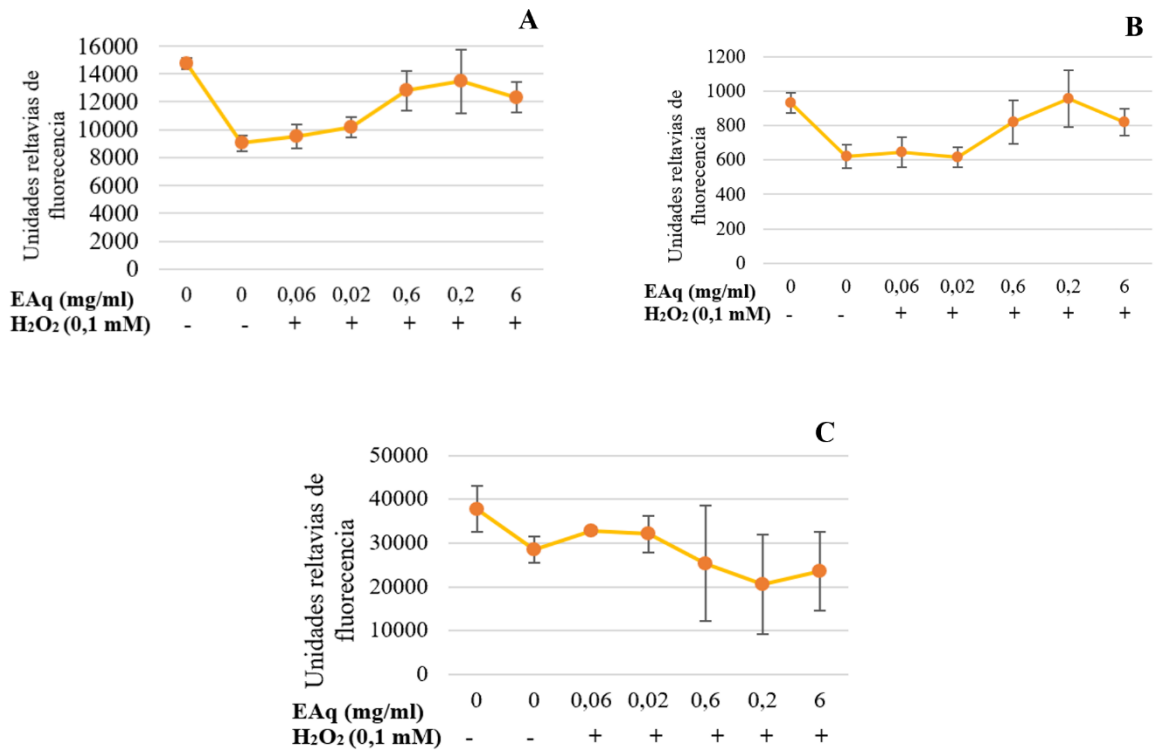 A
Unidades reltavias de
fluorecencia
16000
14000
12000
10000
8000
6000
4000
2000
0
EAq (mg/ml) 0 0 0,06 0,02 0,6 0,2 6
H₂O₂ (0,1 mM) - - + + + + +
B
Unidades reltavias de
fluorecencia
1200
1000
800
600
400
200
0
EAq (mg/ml) 0 0 0,06 0,02 0,6 0,2 6
H₂O₂ (0,1 mM) - - + + + + +
C
Unidades reltavias de
fluorecencia
50000
40000
30000
20000
10000
0
EAq (mg/ml) 0 0 0,06 0,02 0,6 0,2 6
H₂O₂ (0,1 mM) - - + + + + +